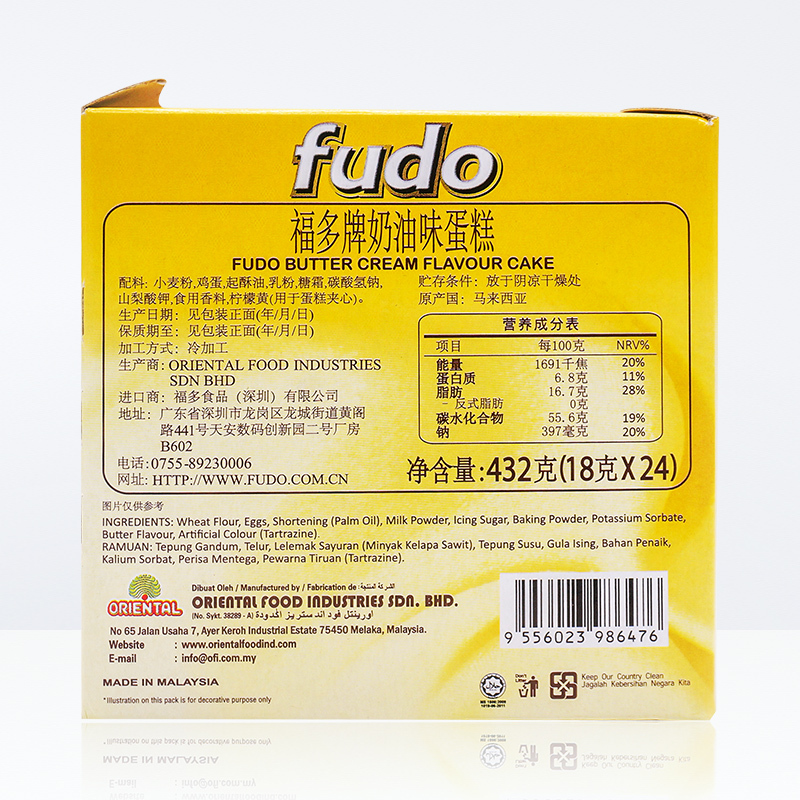 fudo
福多牌奶油味蛋糕
FUDO BUTTER CREAM FLAVOUR CAKE
配料: 小麦粉,鸡蛋,起酥油,乳粉,糖霜,碳酸氢钠,
山梨酸钾,食用香料,柠檬黄(用于蛋糕夹心)。
生产日期: 见包装正面(年/月/日)
保质期至: 见包装正面(年/月/日)
加工方式: 冷加工
生产商: ORIENTAL FOOD INDUSTRIES
SDN BHD
进口商: 福多食品（深圳）有限公司
地址: 广东省深圳市龙岗区龙城街道黄阁
路441号天安数码创新园二号厂房
B602
电话: 0755-89230006
网址: HTTP://WWW.FUDO.COM.CN
贮存条件: 放于阴凉干燥处
原产国: 马来西亚
营养成分表
项目 每100克 NRV%
能量 1691千焦 20%
蛋白质 6.8克 11%
脂肪 16.7克 28%
- 反式脂肪 0克
碳水化合物 55.6克 19%
钠 397毫克 20%
净含量: 432克(18克X24)
图片仅供参考
INGREDIENTS: Wheat Flour, Eggs, Shortening (Palm Oil), Milk Powder, Icing Sugar, Baking Powder, Potassium Sorbate,
Butter Flavour, Artificial Colour (Tartrazine).
RAMUAN: Tepung Gandum, Telur, Lelemak Sayuran (Minyak Kelapa Sawit), Tepung Susu, Gula Ising, Bahan Penaik,
Kalium Sorbat, Perisa Mentega, Pewarna Tiruan (Tartrazine).
ORIENTAL
Dibuat Oleh / Manufactured by / Fabrication de : الشركة المنتجة
ORIENTAL FOOD INDUSTRIES SDN. BHD.
(No. Sykt. 38289 - A) اورينتل فود اندستريز اكدودة
No 65 Jalan Usaha 7, Ayer Keroh Industrial Estate 75450 Melaka, Malaysia.
Website : www.orientalfoodind.com
E-mail : info@ofi.com.my
MADE IN MALAYSIA
*Illustration on this pack is for decorative purpose only
9 556023 986476
Don't Litter
Keep Our Country Clean
Jagalah Kebersihan Negara Kita